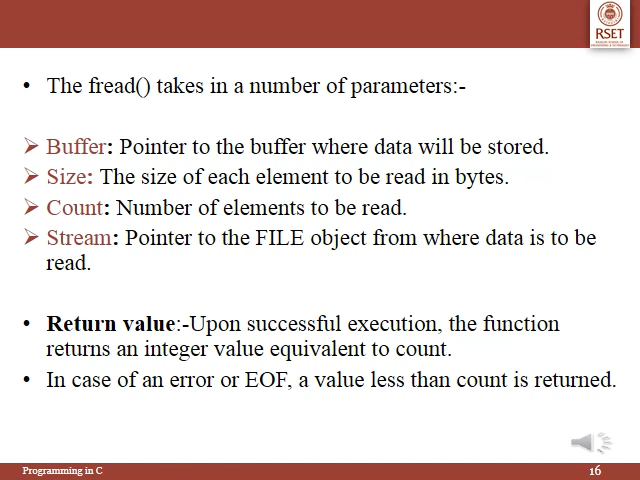 RSET
• The fread() takes in a number of parameters:-
➢ Buffer: Pointer to the buffer where data will be stored.
➢ Size: The size of each element to be read in bytes.
➢ Count: Number of elements to be read.
➢ Stream: Pointer to the FILE object from where data is to be
read.
• Return value:-Upon successful execution, the function
returns an integer value equivalent to count.
• In case of an error or EOF, a value less than count is returned.
Programming in C
16